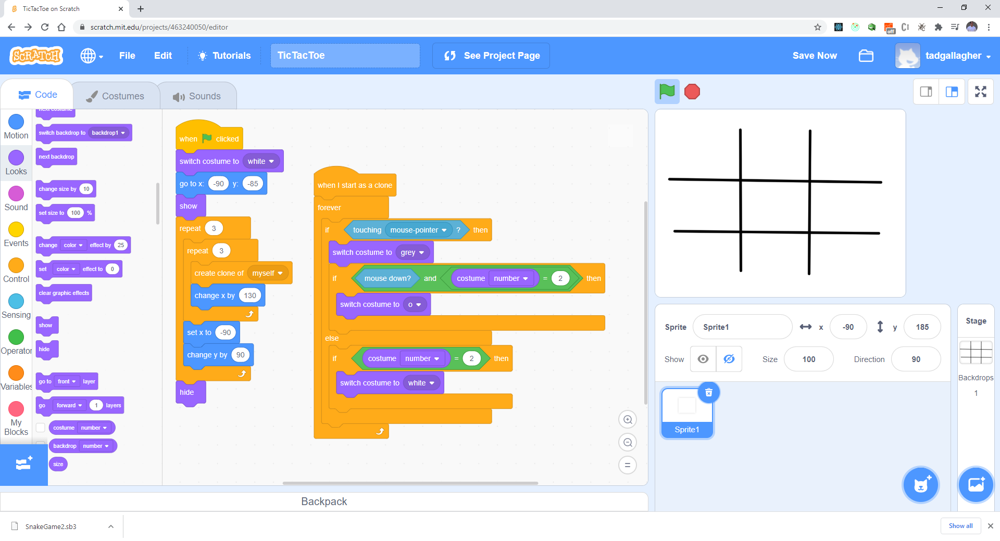 TicTacToe on Scratch
scratch.mit.edu/projects/463240050/editor
off
SCRATCH
File
Edit
Tutorials
TicTacToe
See Project Page
Save Now
tadgallagher
Code
Costumes
Sounds
Motion
Looks
Sound
Events
Control
Sensing
Operator
Variables
My
Blocks
next costume
switch backdrop to backdrop1
next backdrop
change size by 10
set size to 100 %
change color effect by 25
set color effect to 0
clear graphic effects
show
hide
go to front layer
go forward 1 layers
costume number
backdrop number
size
when clicked
switch costume to white
go to x: -90 y: -85
show
repeat 3
repeat 3
create clone of myself
change x by 130
set x to -90
change y by 90
hide
when I start as a clone
forever
if touching mouse-pointer ? then
switch costume to grey
if mouse down? and costume number = 2 then
switch costume to o
else
if costume number = 2 then
switch costume to white
Sprite Sprite1 x -90 y 185
Show Size 100 Direction 90
Sprite1
Stage
Backdrops
1
Backpack
SnakeGame2.sb3
Show all